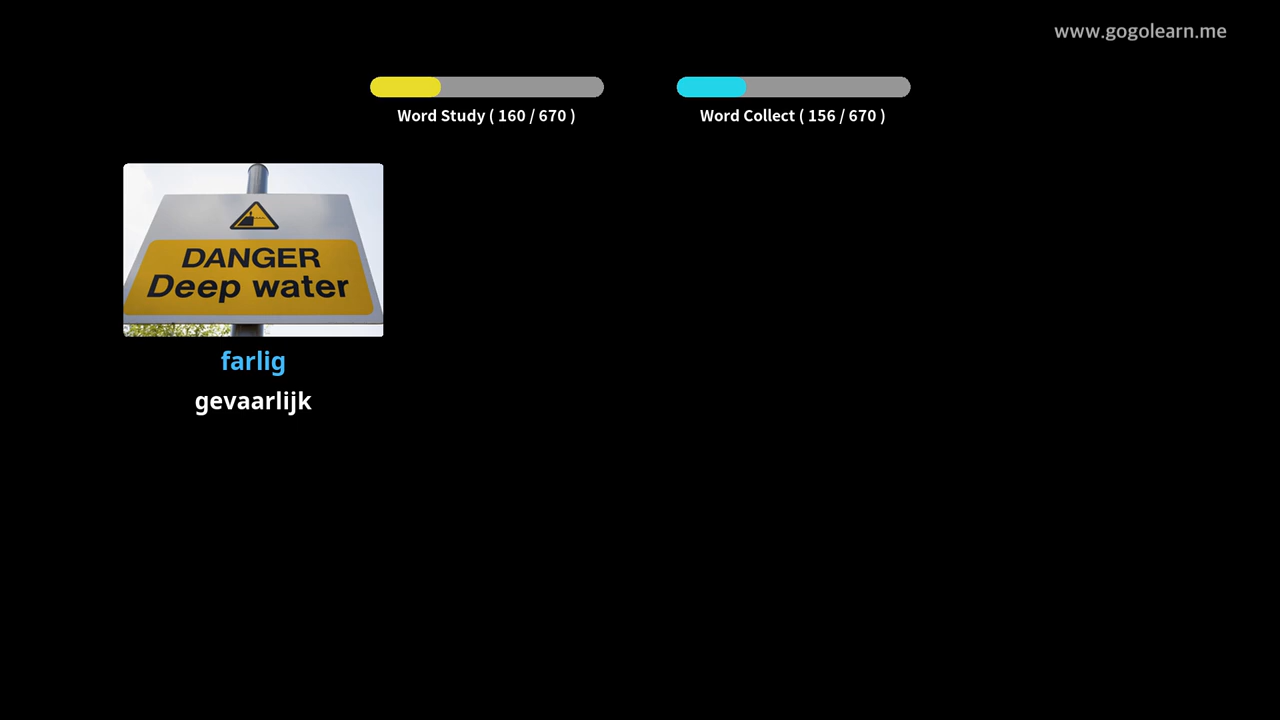 www.gogolearn.me
Word Study ( 160 / 670 )
Word Collect ( 156 / 670 )
DANGER
Deep water
farlig
gevaarlijk